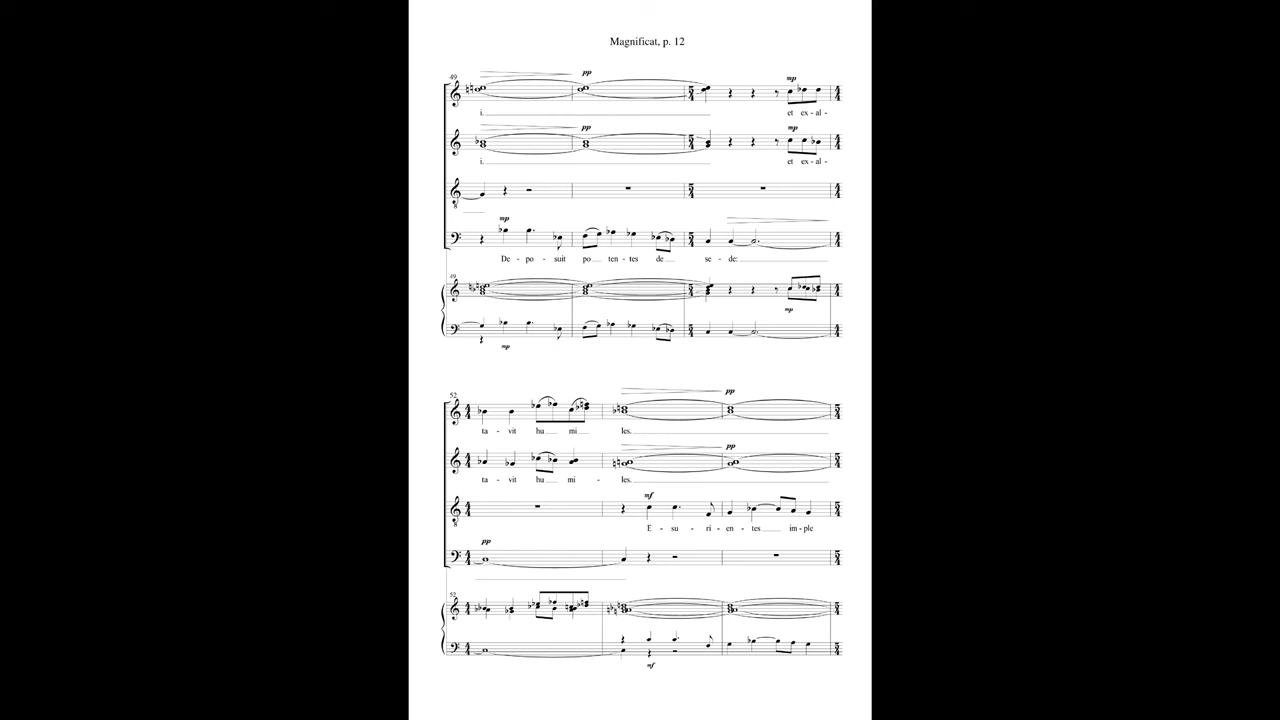 Magnificat, p. 12
49
pp
i.
mp
et ex - al -
pp
i.
mp
et ex - al -
8
mp
De - po - suit po ten - tes de se - de:
49
mp
mp
52
pp
ta - vit hu mi les.
pp
ta - vit hu mi - les.
mf
8
E - su - ri - en - tes im - ple
pp
52
mf